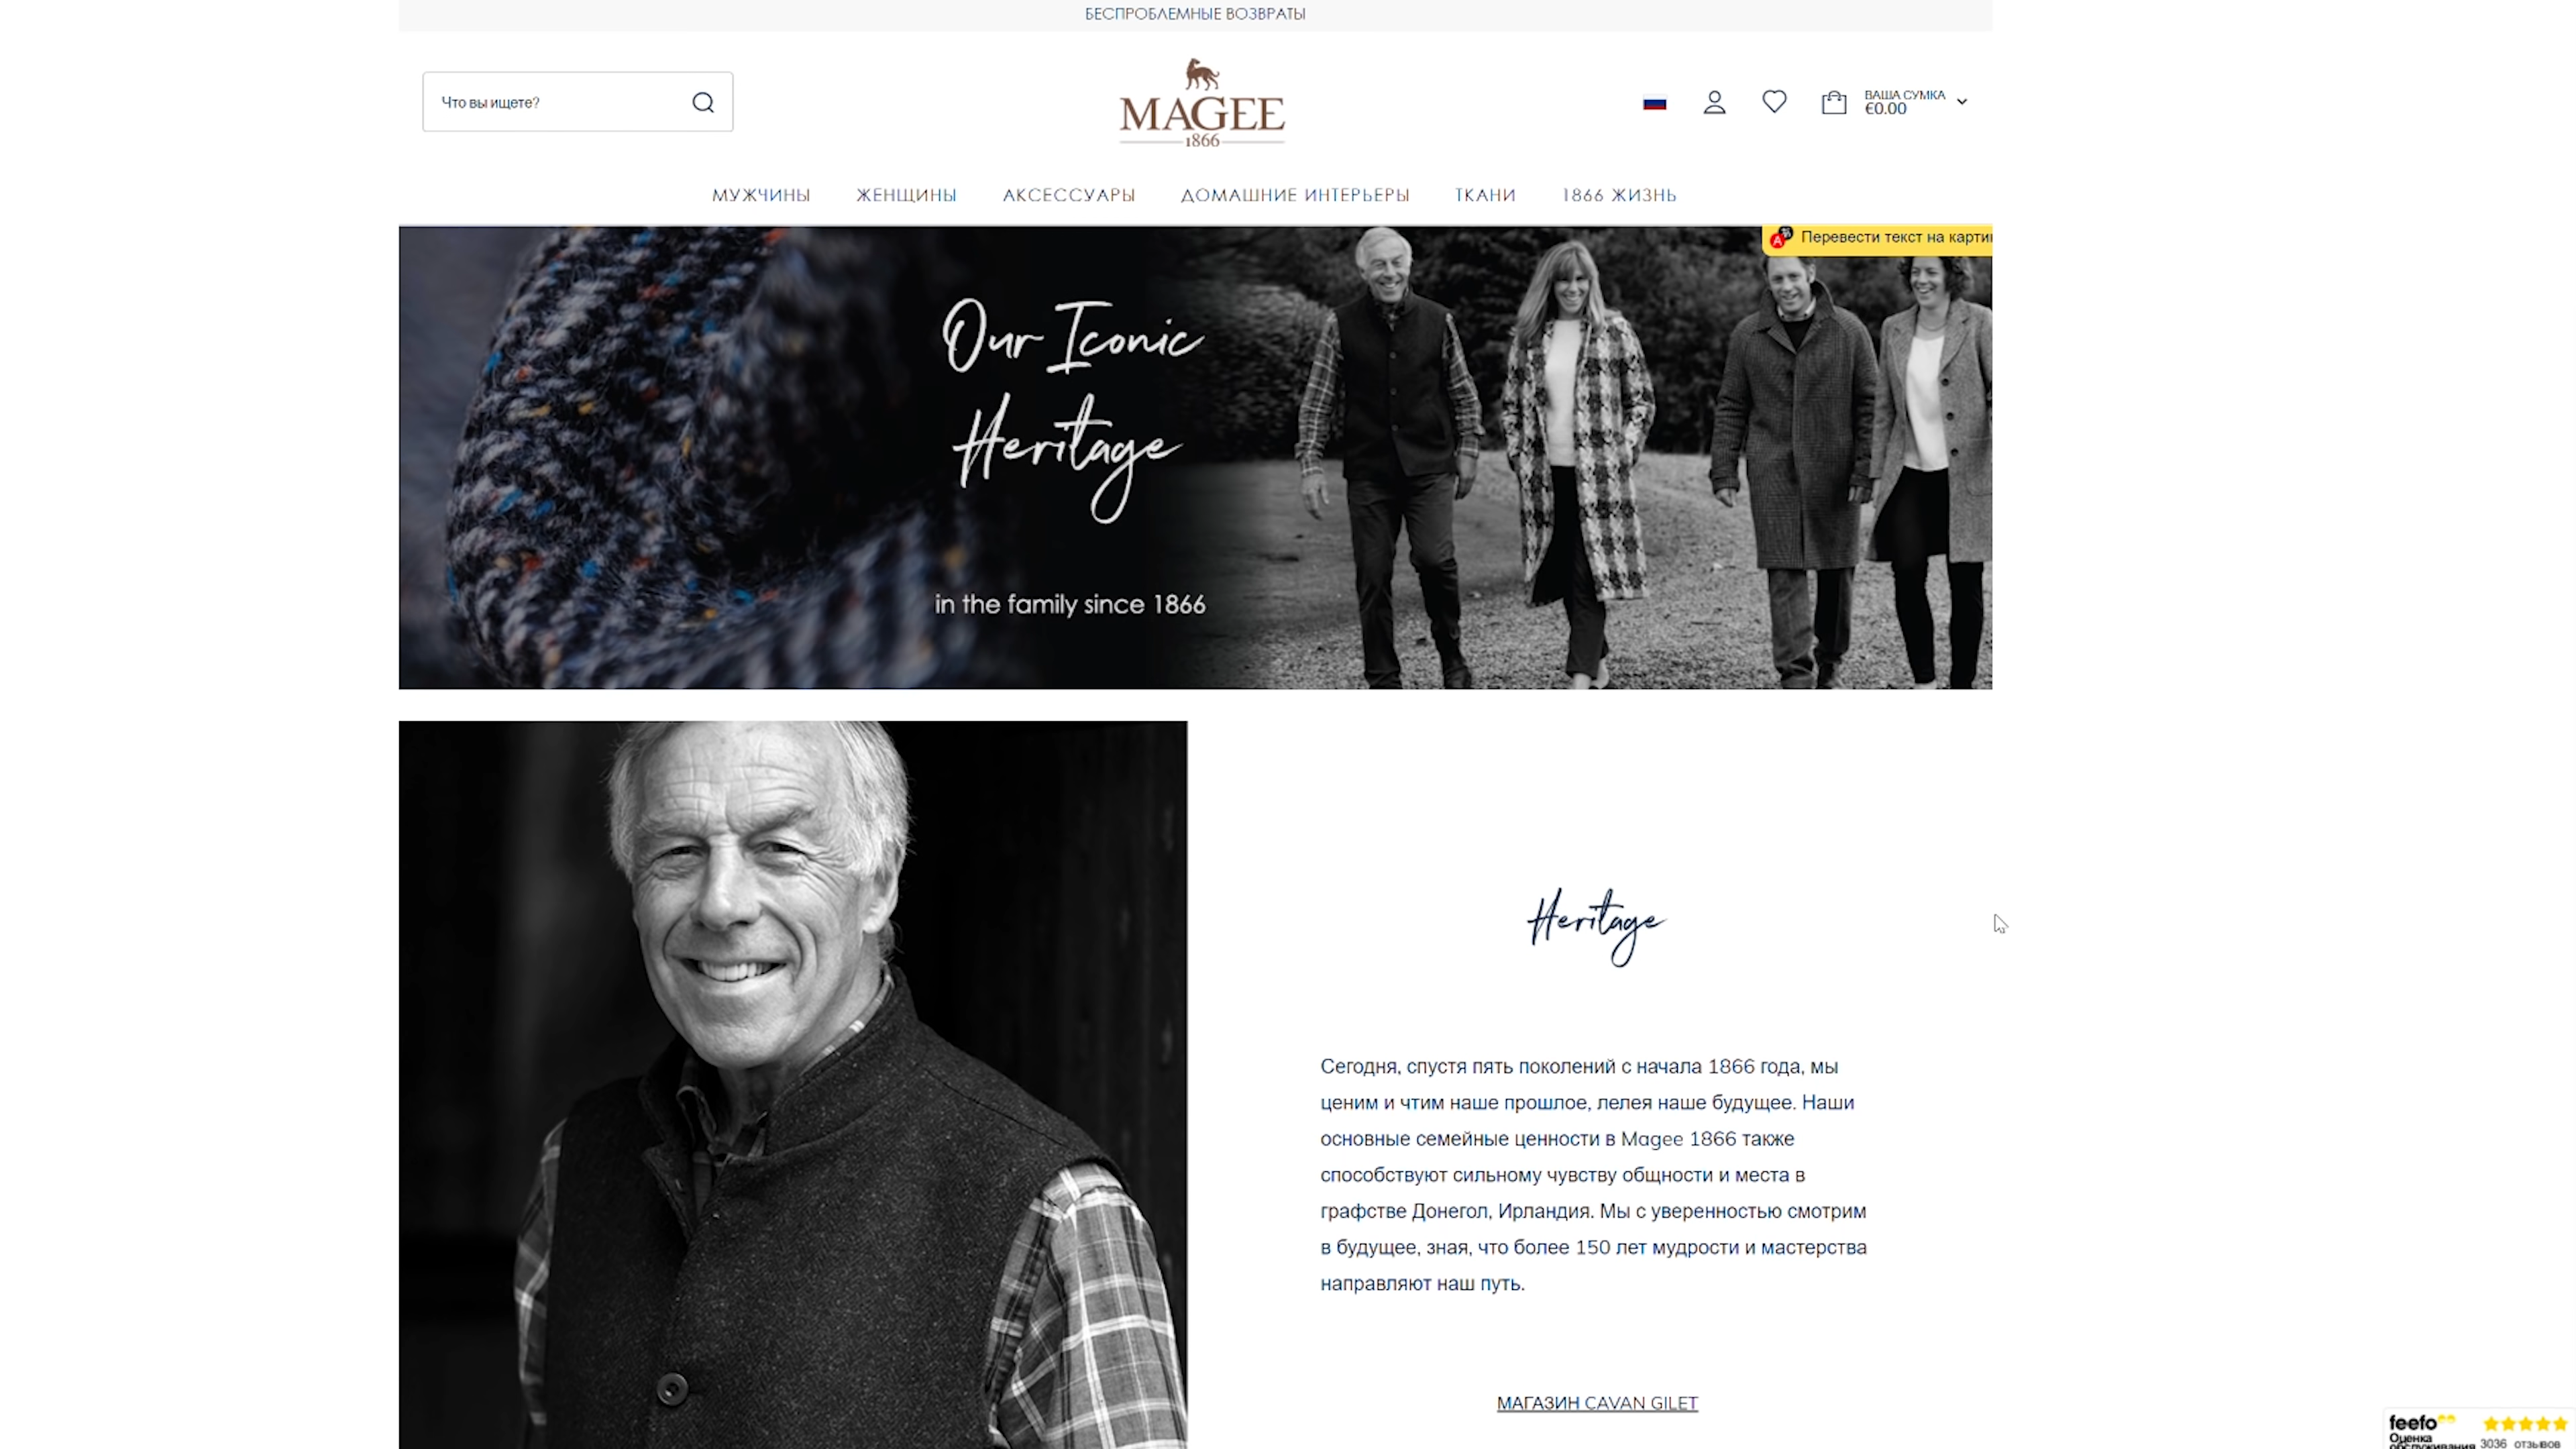 БЕСПРОБЛЕМНЫЕ ВОЗВРАТЫ
Что вы ищете?
MAGEE
1866
ВАША СУМКА
€0.00
МУЖЧИНЫ ЖЕНЩИНЫ АКСЕССУАРЫ ДОМАШНИЕ ИНТЕРЬЕРЫ ТКАНИ 1866 ЖИЗНЬ
Перевести текст на
Our Iconic
Heritage
in the family since 1866
Heritage
Сегодня, спустя пять поколений с начала 1866 года, мы
ценим и чтим наше прошлое, лелея наше будущее. Наши
основные семейные ценности в Magee 1866 также
способствуют сильному чувству общности и места в
графстве Донегол, Ирландия. Мы с уверенностью смотрим
в будущее, зная, что более 150 лет мудрости и мастерства
направляют наш путь.
МАГАЗИН CAVAN GILET
feefo
Оценка
обслуживания 3036 отзывов